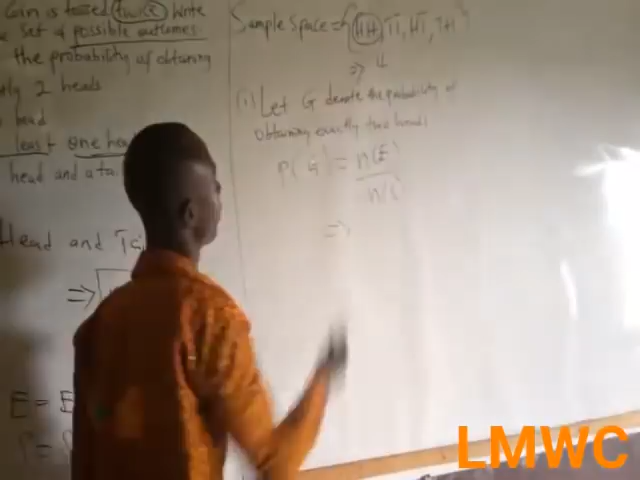 Coin is tossed twice Write
Set of possible outcomes
the probability of obtaining
2 heads
head
least one head
head and a tail
Head and
⇒
E = E
P =
Sample Space = { HH, TT, HT, TH }
⇒ 4
(i) Let G denote the probability of
obtaining exactly two heads
P(G) = n(E)
⇒
LMWC